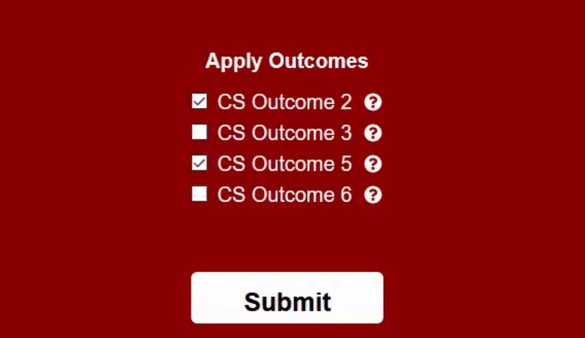 Apply Outcomes
CS Outcome 2 ?
CS Outcome 3 ?
CS Outcome 5 ?
CS Outcome 6 ?
Submit